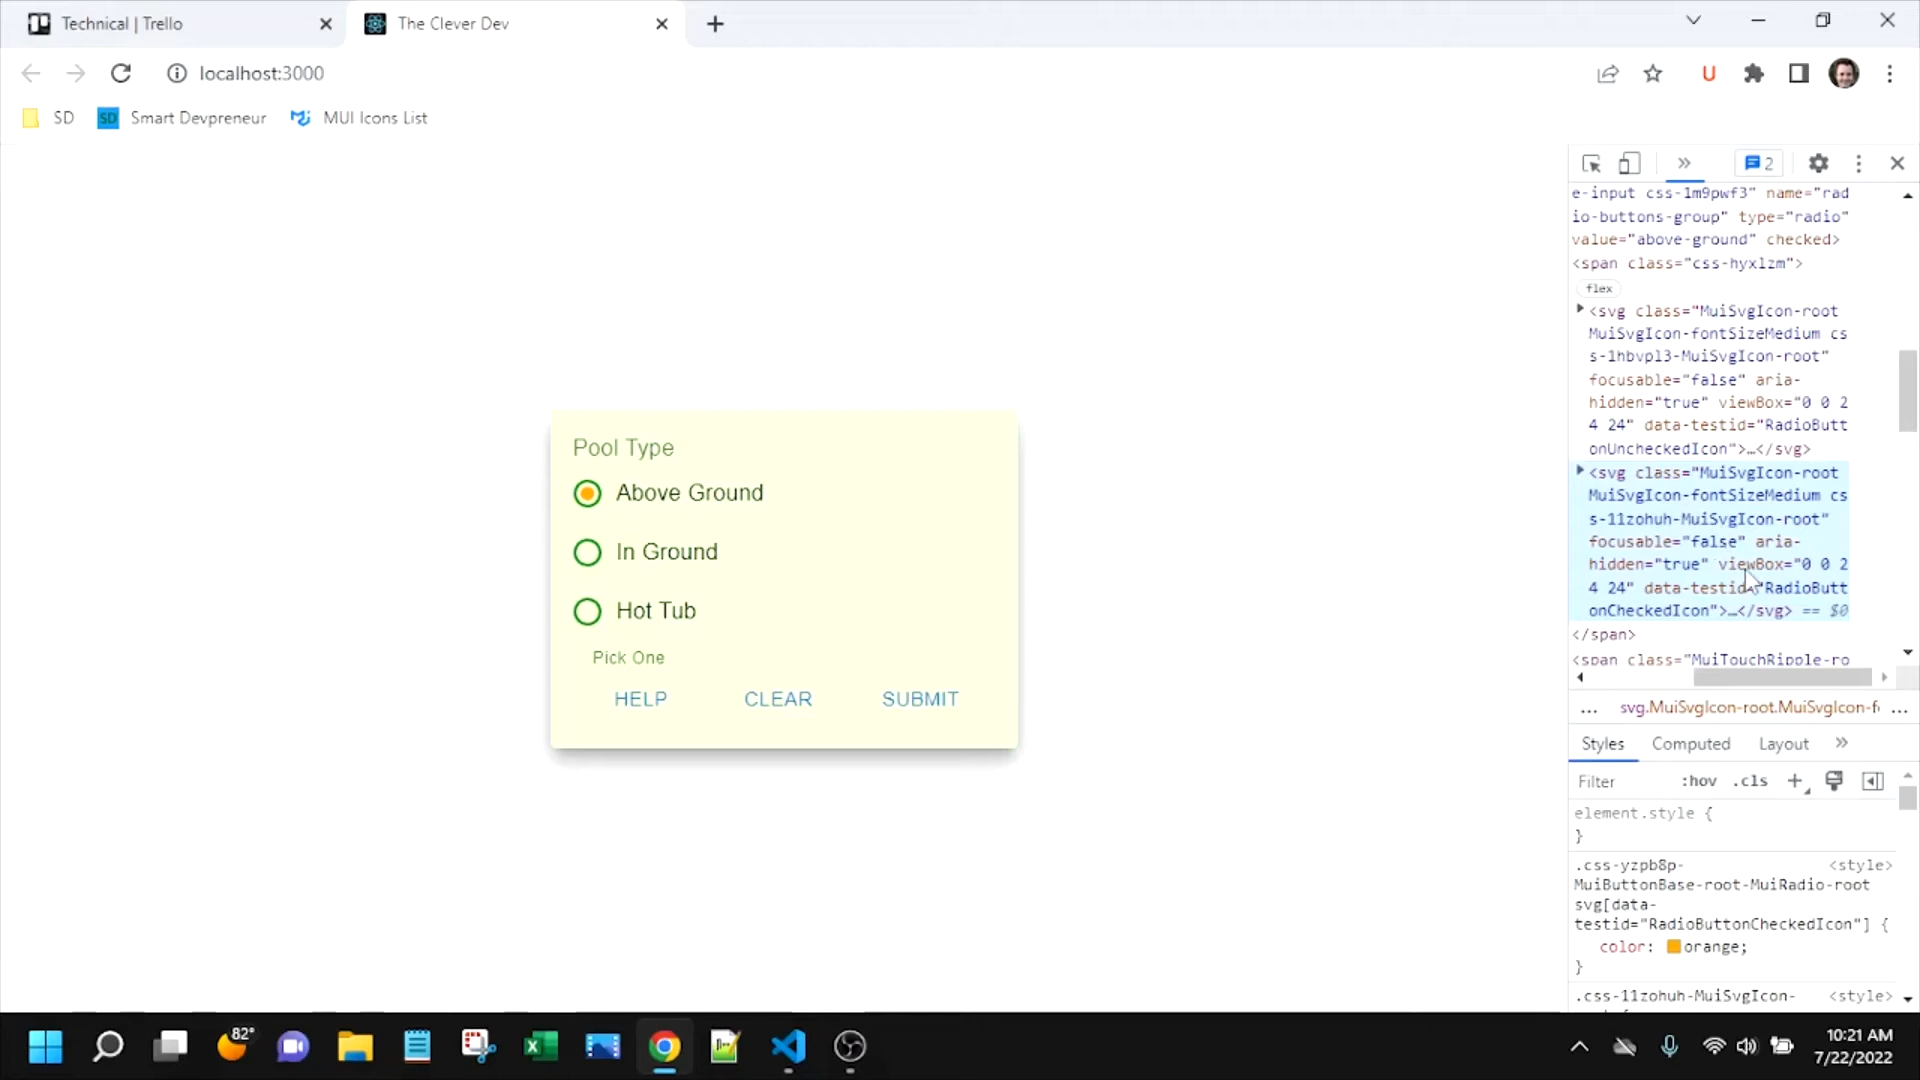 Technical | Trello
The Clever Dev
localhost:3000
U
SD
SD Smart Devpreneur
MUI Icons List
2
e-input css-1m9pwf3" name="rad
io-buttons-group" type="radio"
value="above-ground" checked>
<span class="css-hyxlzm">
flex
<svg class="MuiSvgIcon-root
MuiSvgIcon-fontSizeMedium cs
s-1hbvpl3-MuiSvgIcon-root"
focusable="false" aria-
hidden="true" viewBox="0 0 2
4 24" data-testid="RadioButt
onUncheckedIcon">…</svg>
<svg class="MuiSvgIcon-root
MuiSvgIcon-fontSizeMedium cs
s-11zohuh-MuiSvgIcon-root"
focusable="false" aria-
hidden="true" viewBox="0 0 2
4 24" data-testid="RadioButt
onCheckedIcon">…</svg> == $0
</span>
<span class="MuiTouchRipple-ro
... svg.MuiSvgIcon-root.MuiSvgIcon-f ...
Styles Computed Layout
Filter :hov .cls
element.style {
}
.css-yzpb8p- <style>
MuiButtonBase-root-MuiRadio-root
svg[data-
testid="RadioButtonCheckedIcon"] {
color: orange;
}
.css-11zohuh-MuiSvgIcon- <style>
Pool Type
Above Ground
In Ground
Hot Tub
Pick One
HELP CLEAR SUBMIT
82°
10:21 AM
7/22/2022